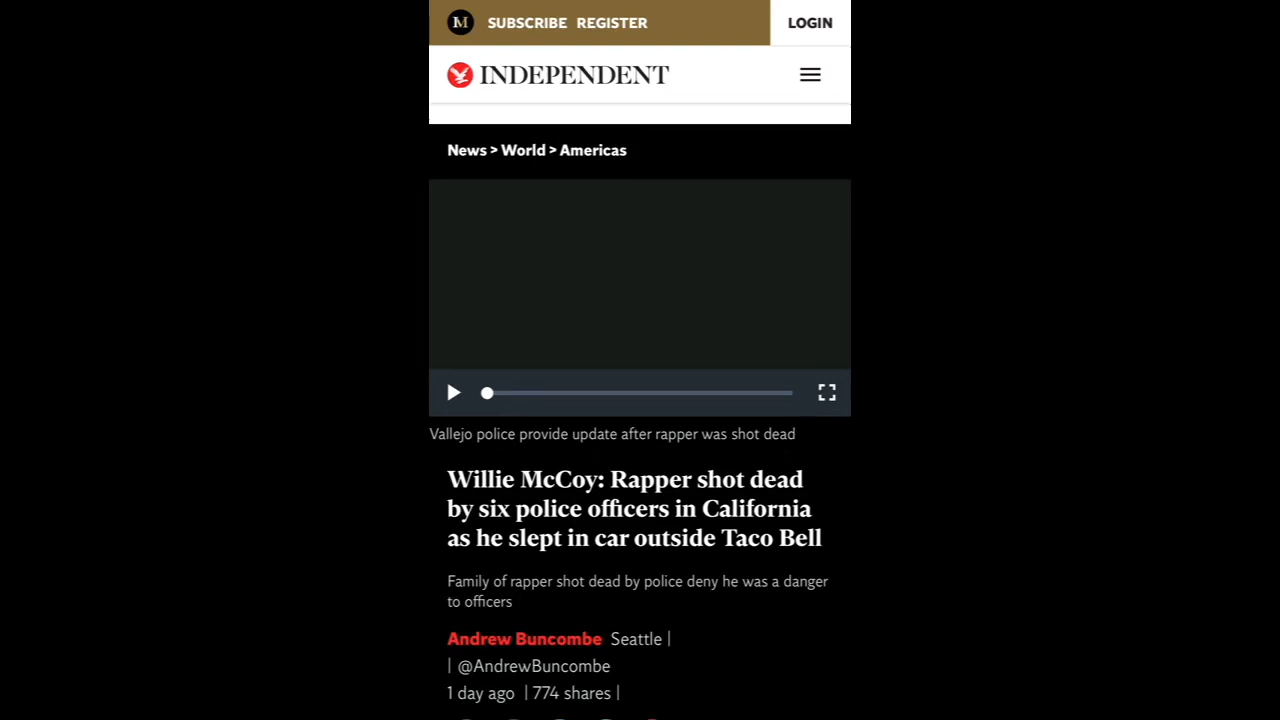 M SUBSCRIBE REGISTER LOGIN
INDEPENDENT
News > World > Americas
Vallejo police provide update after rapper was shot dead
Willie McCoy: Rapper shot dead
by six police officers in California
as he slept in car outside Taco Bell
Family of rapper shot dead by police deny he was a danger
to officers
Andrew Buncombe Seattle |
| @AndrewBuncombe
1 day ago | 774 shares |